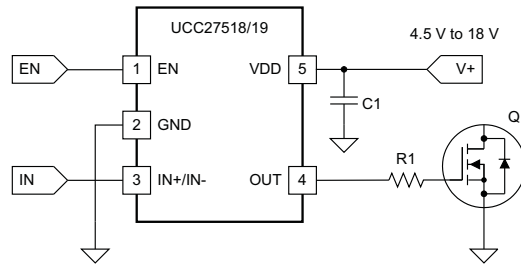 UCC27518/19
4.5 V to 18 V
EN
1
EN
VDD
5
V+
C1
2
GND
Q
R1
IN
3
IN+/IN-
OUT
4